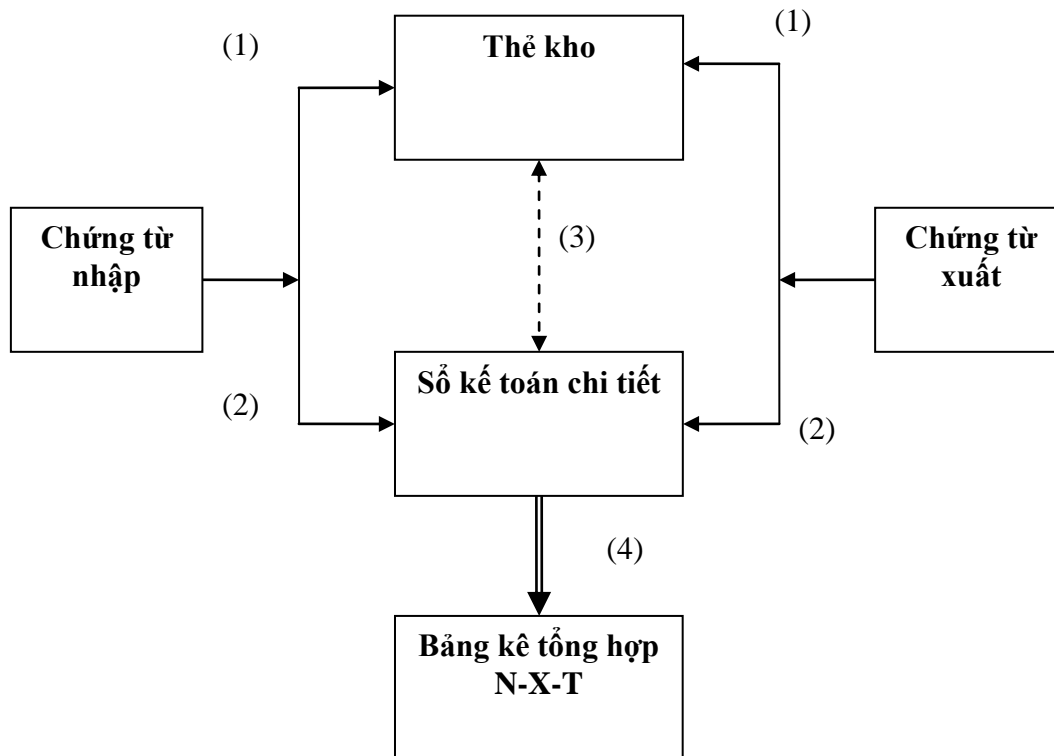 (1)
Thẻ kho
(1)
Chứng từ
nhập
(3)
Chứng từ
xuất
(2)
Sổ kế toán chi tiết
(2)
(4)
Bảng kê tổng hợp
N-X-T